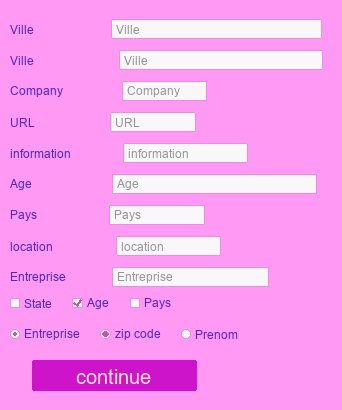 Ville Ville
Ville Ville
Company Company
URL URL
information information
Age Age
Pays Pays
location location
Entreprise Entreprise
State Age Pays
Entreprise zip code Prenom
continue